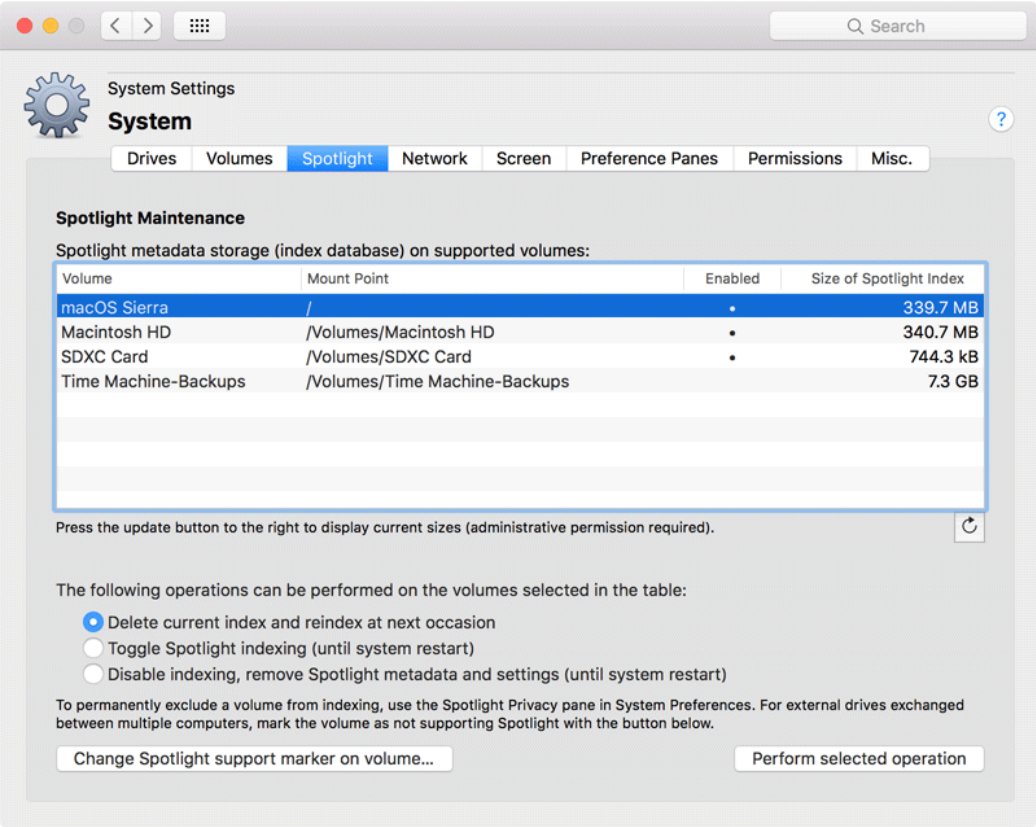 Search
System Settings
System
?
Drives Volumes Spotlight Network Screen Preference Panes Permissions Misc.
Spotlight Maintenance
Spotlight metadata storage (index database) on supported volumes:
Volume Mount Point Enabled Size of Spotlight Index
macOS Sierra / • 339.7 MB
Macintosh HD /Volumes/Macintosh HD • 340.7 MB
SDXC Card /Volumes/SDXC Card • 744.3 kB
Time Machine-Backups /Volumes/Time Machine-Backups 7.3 GB
Press the update button to the right to display current sizes (administrative permission required).
The following operations can be performed on the volumes selected in the table:
Delete current index and reindex at next occasion
Toggle Spotlight indexing (until system restart)
Disable indexing, remove Spotlight metadata and settings (until system restart)
To permanently exclude a volume from indexing, use the Spotlight Privacy pane in System Preferences. For external drives exchanged
between multiple computers, mark the volume as not supporting Spotlight with the button below.
Change Spotlight support marker on volume... Perform selected operation